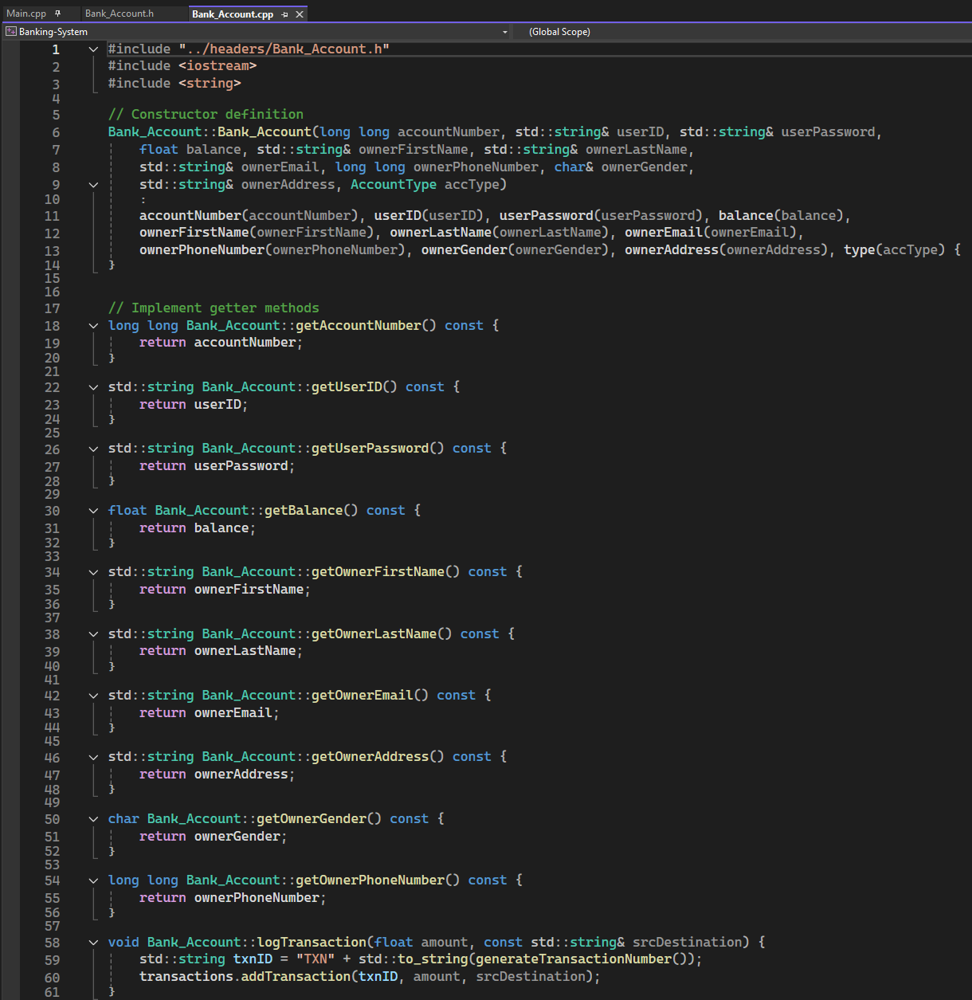 Main.cpp Bank_Account.h Bank_Account.cpp
Banking-System (Global Scope)
1 #include "../headers/Bank_Account.h"
2 #include <iostream>
3 #include <string>
4
5 // Constructor definition
6 Bank_Account::Bank_Account(long long accountNumber, std::string& userID, std::string& userPassword,
7 float balance, std::string& ownerFirstName, std::string& ownerLastName,
8 std::string& ownerEmail, long long ownerPhoneNumber, char& ownerGender,
9 std::string& ownerAddress, AccountType accType)
10 :
11 accountNumber(accountNumber), userID(userID), userPassword(userPassword), balance(balance),
12 ownerFirstName(ownerFirstName), ownerLastName(ownerLastName), ownerEmail(ownerEmail),
13 ownerPhoneNumber(ownerPhoneNumber), ownerGender(ownerGender), ownerAddress(ownerAddress), type(accType) {
14 }
15
16
17 // Implement getter methods
18 long long Bank_Account::getAccountNumber() const {
19 return accountNumber;
20 }
21
22 std::string Bank_Account::getUserID() const {
23 return userID;
24 }
25
26 std::string Bank_Account::getUserPassword() const {
27 return userPassword;
28 }
29
30 float Bank_Account::getBalance() const {
31 return balance;
32 }
33
34 std::string Bank_Account::getOwnerFirstName() const {
35 return ownerFirstName;
36 }
37
38 std::string Bank_Account::getOwnerLastName() const {
39 return ownerLastName;
40 }
41
42 std::string Bank_Account::getOwnerEmail() const {
43 return ownerEmail;
44 }
45
46 std::string Bank_Account::getOwnerAddress() const {
47 return ownerAddress;
48 }
49
50 char Bank_Account::getOwnerGender() const {
51 return ownerGender;
52 }
53
54 long long Bank_Account::getOwnerPhoneNumber() const {
55 return ownerPhoneNumber;
56 }
57
58 void Bank_Account::logTransaction(float amount, const std::string& srcDestination) {
59 std::string txnID = "TXN" + std::to_string(generateTransactionNumber());
60 transactions.addTransaction(txnID, amount, srcDestination);
61 }